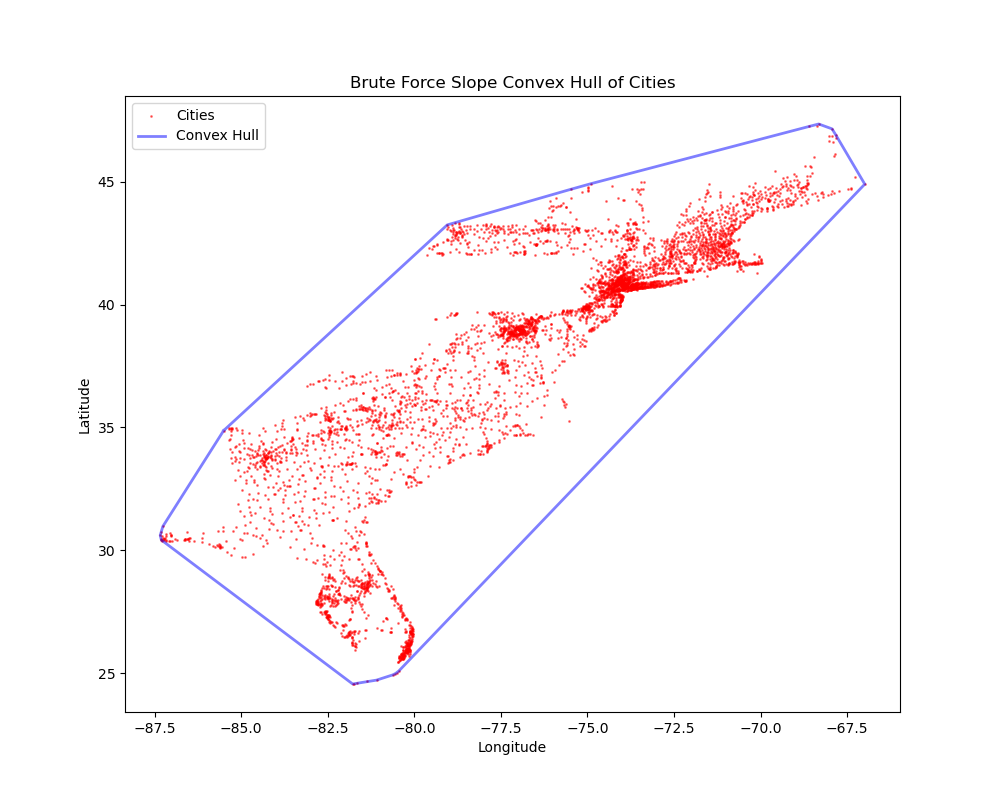 Brute Force Slope Convex Hull of Cities
Cities
Convex Hull
45
40
35
30
25
Latitude
−87.5 −85.0 −82.5 −80.0 −77.5 −75.0 −72.5 −70.0 −67.5
Longitude